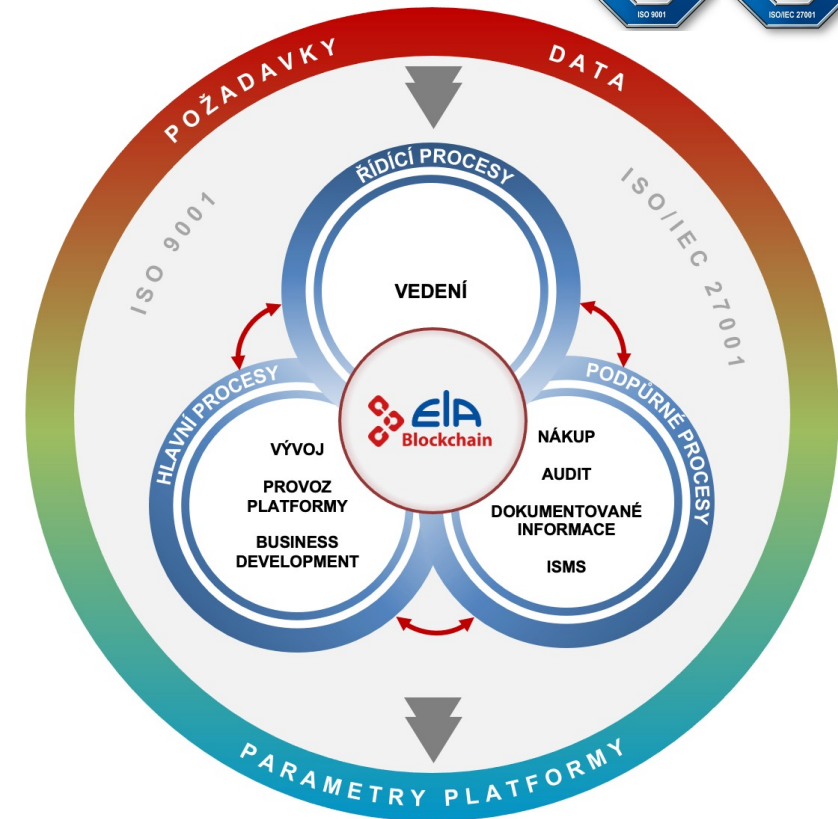 ISO 9001
ISO/IEC 27001
POŽADAVKY
DATA
ISO 9001
ISO/IEC 27001
ŘÍDÍCÍ PROCESY
VEDENÍ
HLAVNÍ PROCESY
VÝVOJ
PROVOZ
PLATFORMY
BUSINESS
DEVELOPMENT
EIA
Blockchain
PODPŮRNÉ PROCESY
NÁKUP
AUDIT
DOKUMENTOVANÉ
INFORMACE
ISMS
PARAMETRY PLATFORMY